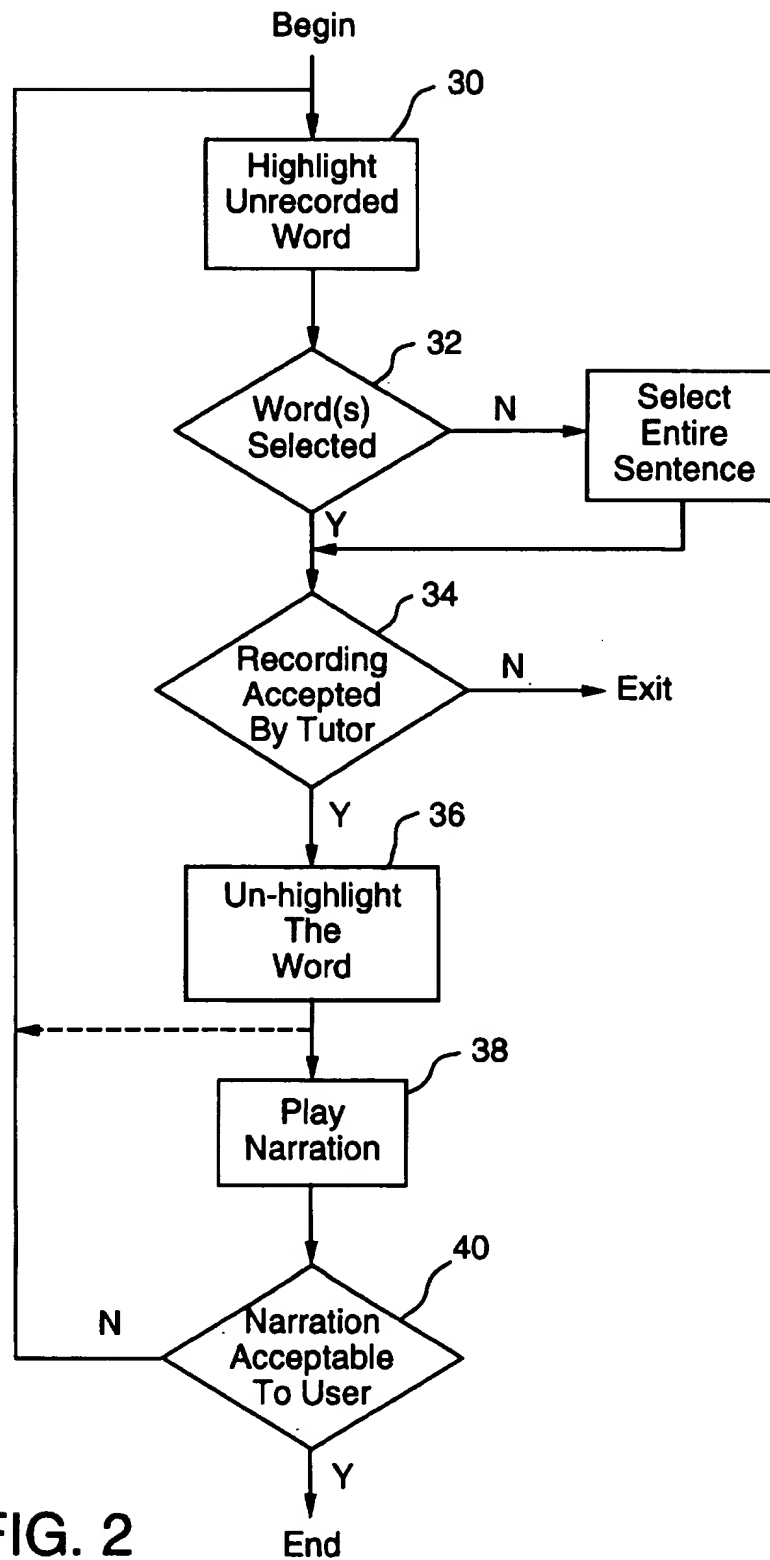 Begin
30
Highlight
Unrecorded
Word
32
Word(s)
Selected
N
Select
Entire
Sentence
Y
34
Recording
Accepted
By Tutor
N
Exit
Y
36
Un-highlight
The
Word
38
Play
Narration
40
N
Narration
Acceptable
To User
Y
End
FIG. 2